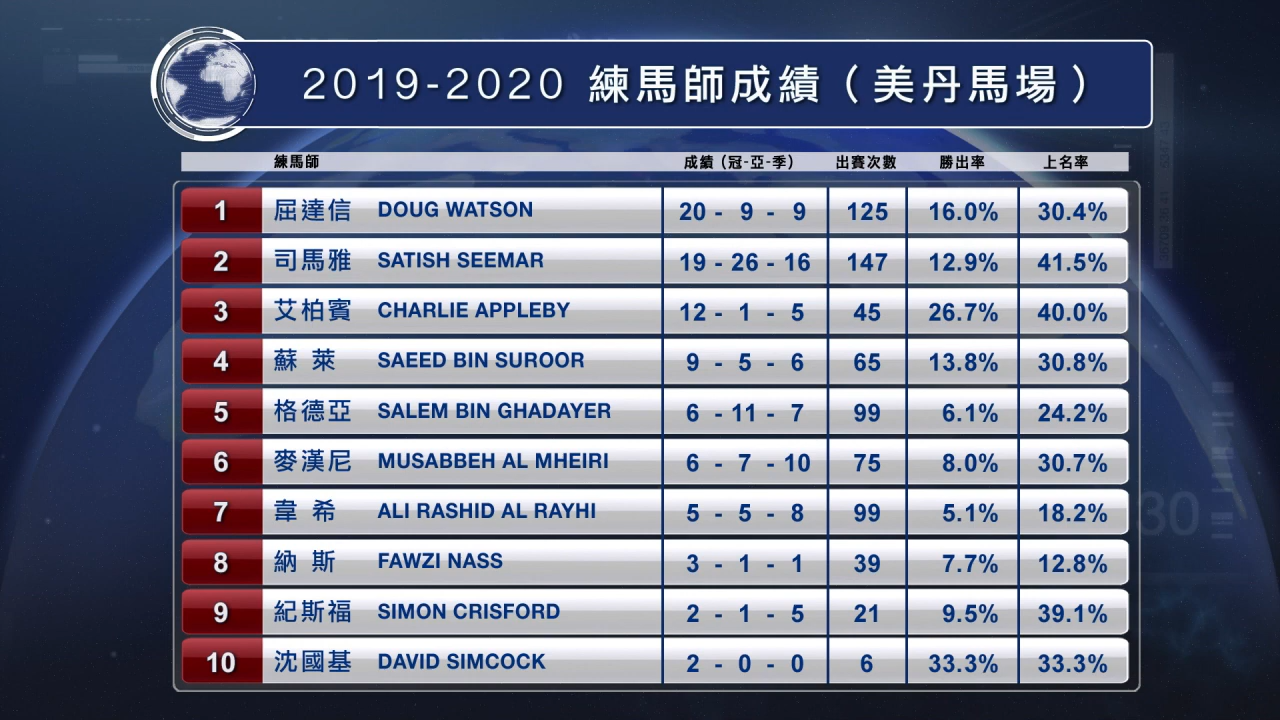 2019-2020 練馬師成績（美丹馬場）
練馬師 成績（冠-亞-季） 出賽次數 勝出率 上名率
1 屈達信 DOUG WATSON 20 - 9 - 9 125 16.0% 30.4%
2 司馬雅 SATISH SEEMAR 19 - 26 - 16 147 12.9% 41.5%
3 艾柏賓 CHARLIE APPLEBY 12 - 1 - 5 45 26.7% 40.0%
4 蘇萊 SAEED BIN SUROOR 9 - 5 - 6 65 13.8% 30.8%
5 格德亞 SALEM BIN GHADAYER 6 - 11 - 7 99 6.1% 24.2%
6 麥漢尼 MUSABBEH AL MHEIRI 6 - 7 - 10 75 8.0% 30.7%
7 韋希 ALI RASHID AL RAYHI 5 - 5 - 8 99 5.1% 18.2%
8 納斯 FAWZI NASS 3 - 1 - 1 39 7.7% 12.8%
9 紀斯福 SIMON CRISFORD 2 - 1 - 5 21 9.5% 39.1%
10 沈國基 DAVID SIMCOCK 2 - 0 - 0 6 33.3% 33.3%
30